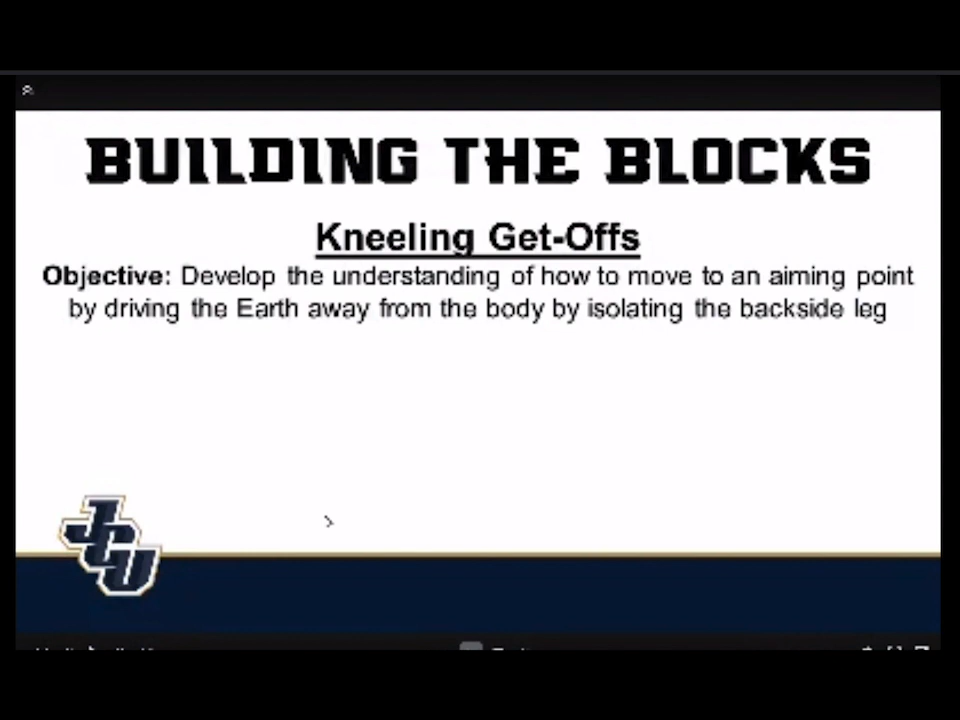 BUILDING THE BLOCKS
Kneeling Get-Offs
Objective: Develop the understanding of how to move to an aiming point
by driving the Earth away from the body by isolating the backside leg
JCU